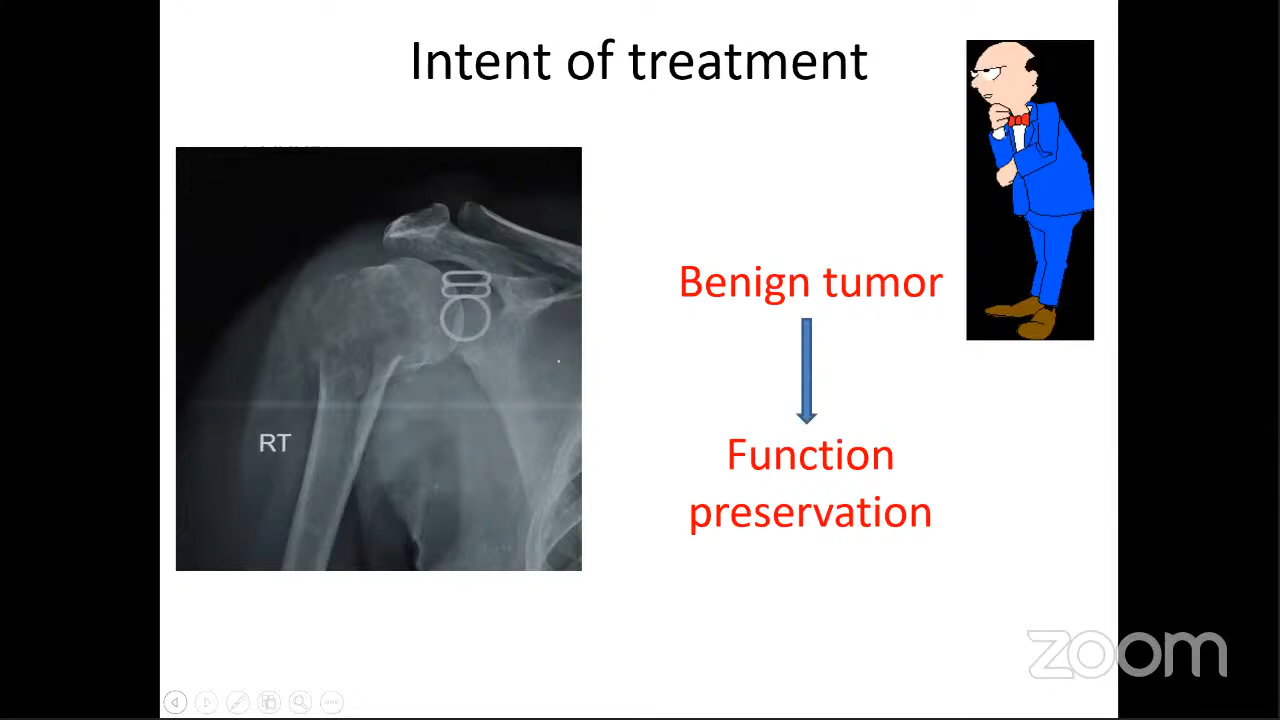 Intent of treatment
Benign tumor
Function
preservation
RT
zoom